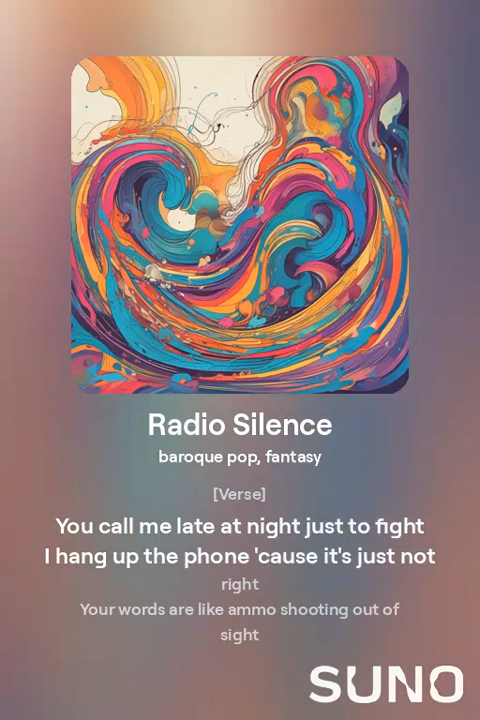 Radio Silence
baroque pop, fantasy
[Verse]
You call me late at night just to fight
I hang up the phone 'cause it's just not
right
Your words are like ammo shooting out of
sight
SUNO